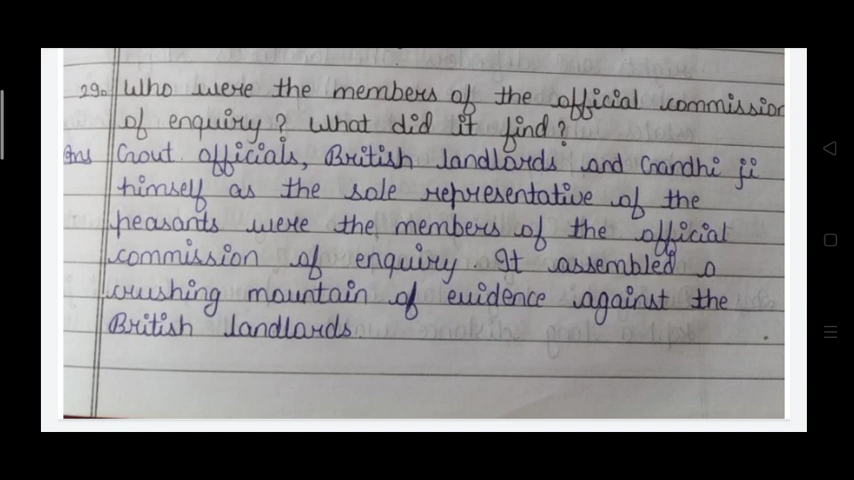 29. Who were the members of the official commission
of enquiry? What did it find?
Ans Govt officials, British landlards and Gandhi ji
himself as the sole representative of the
peasants were the members of the official
commission of enquiry. It assembled a
crushing mountain of evidence against the
British landlards.